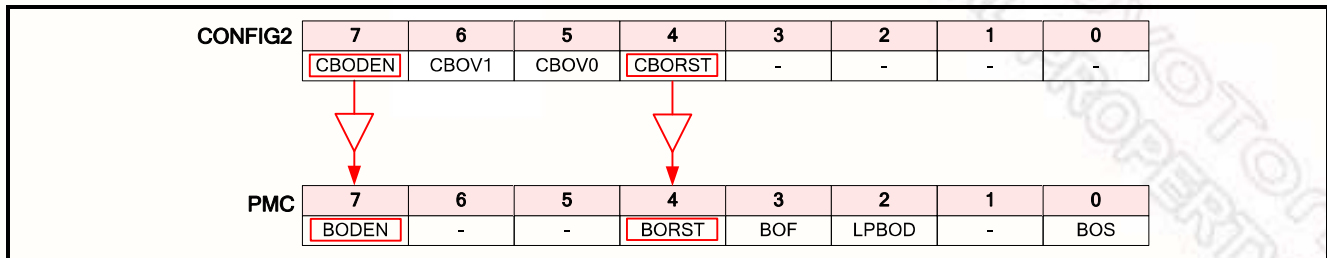 CONFIG2 7 6 5 4 3 2 1 0
CBODEN CBOV1 CBOV0 CBORST - - - -
PMC 7 6 5 4 3 2 1 0
BODEN - - BORST BOF LPBOD - BOS